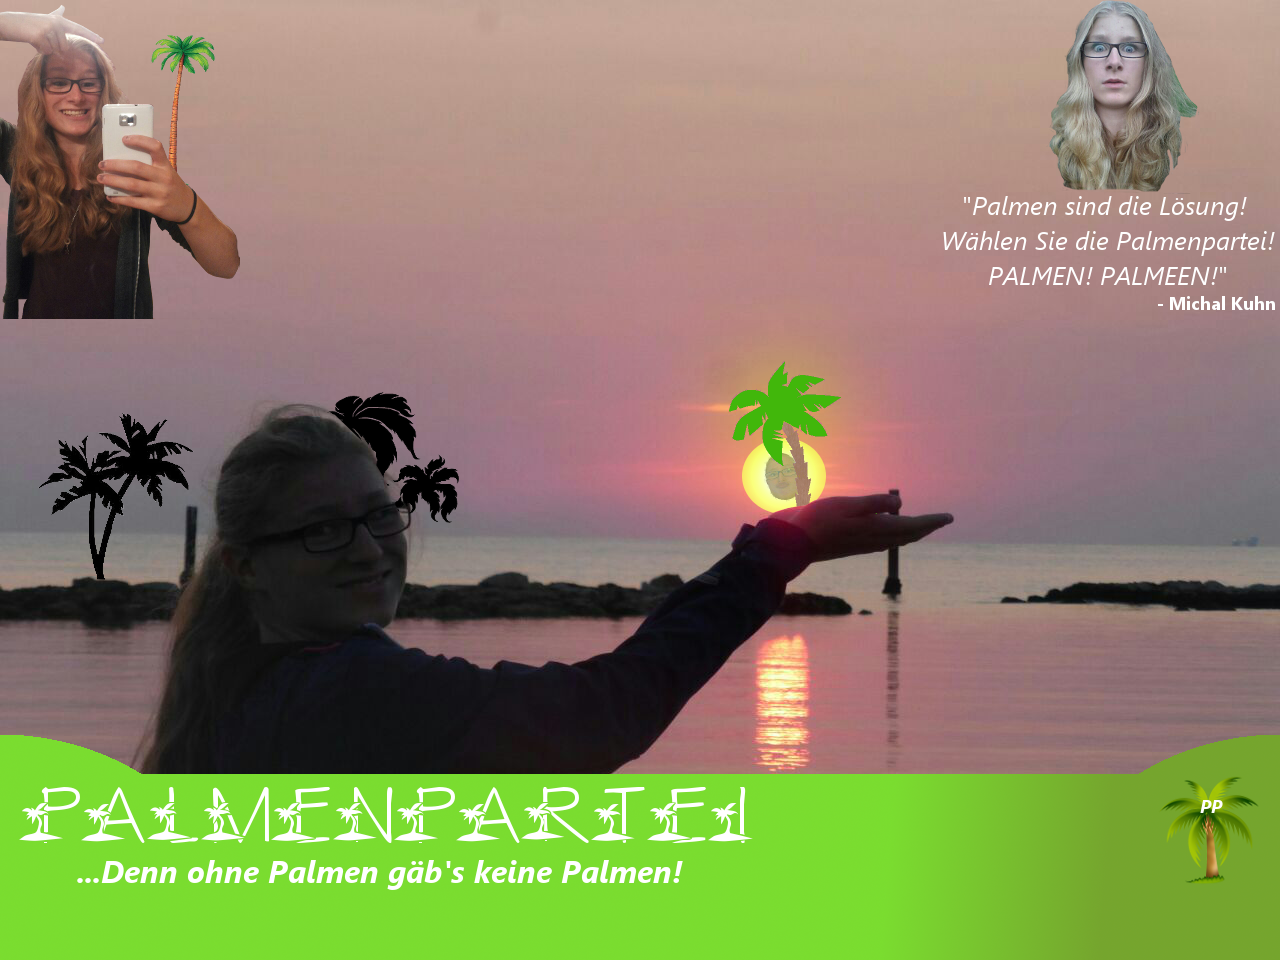 "Palmen sind die Lösung!
Wählen Sie die Palmenpartei!
PALMEN! PALMEEN!"
- Michal Kuhn
PALMENPARTEI
...Denn ohne Palmen gäb's keine Palmen!
PP